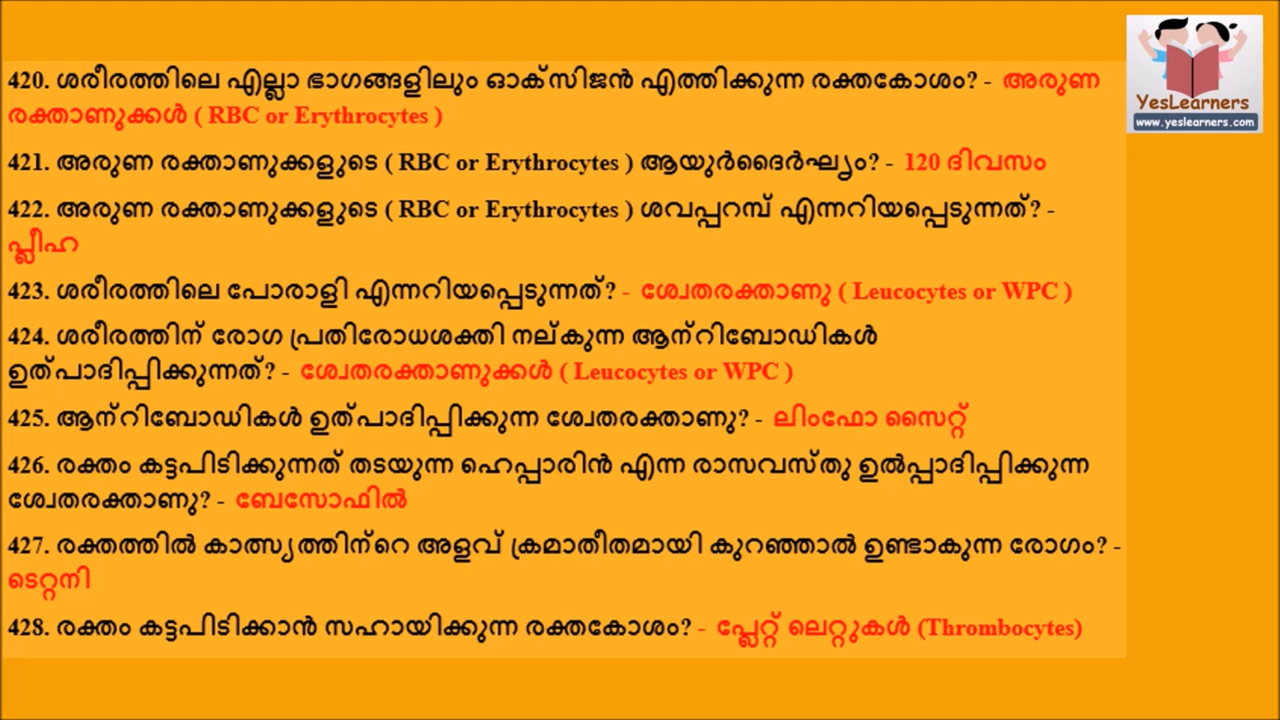 420. ശരീരത്തിലെ എല്ലാ ഭാഗങ്ങളിലും ഓക്സിജൻ എത്തിക്കുന്ന രക്തകോശം? - അരുണ
രക്താണുക്കൾ ( RBC or Erythrocytes )
421. അരുണ രക്താണുക്കളുടെ ( RBC or Erythrocytes ) ആയുർദൈർഘ്യം? - 120 ദിവസം
422. അരുണ രക്താണുക്കളുടെ ( RBC or Erythrocytes ) ശവപ്പറമ്പ് എന്നറിയപ്പെടുന്നത്? -
പ്ലീഹ
423. ശരീരത്തിലെ പോരാളി എന്നറിയപ്പെടുന്നത്? - ശ്വേതരക്താണു ( Leucocytes or WPC )
424. ശരീരത്തിന് രോഗ പ്രതിരോധശക്തി നല്കുന്ന ആന്റിബോഡികൾ
ഉത്പാദിപ്പിക്കുന്നത്? - ശ്വേതരക്താണുക്കൾ ( Leucocytes or WPC )
425. ആന്റിബോഡികൾ ഉത്പാദിപ്പിക്കുന്ന ശ്വേതരക്താണു? - ലിംഫോ സൈറ്റ്
426. രക്തം കട്ടപിടിക്കുന്നത് തടയുന്ന ഹെപ്പാരിൻ എന്ന രാസവസ്തു ഉൽപ്പാദിപ്പിക്കുന്ന
ശ്വേതരക്താണു? - ബേസോഫിൽ
427. രക്തത്തിൽ കാത്സ്യത്തിന്റെ അളവ് ക്രമാതീതമായി കുറഞ്ഞാൽ ഉണ്ടാകുന്ന രോഗം? -
ടെറ്റനി
428. രക്തം കട്ടപിടിക്കാൻ സഹായിക്കുന്ന രക്തകോശം? - പ്ലേറ്റ് ലെറ്റുകൾ (Thrombocytes)
YesLearners
www.yeslearners.com